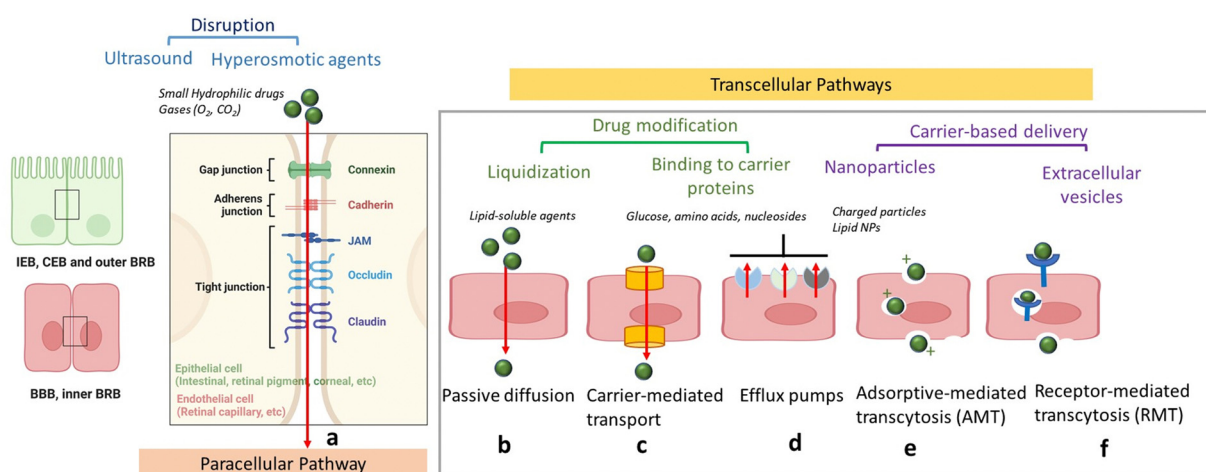 Disruption
Ultrasound
Hyperosmotic agents
Small Hydrophilic drugs
Gases (O₂, CO₂)
Gap junction
Connexin
Adherens
junction
Cadherin
JAM
Tight junction
Occludin
Claudin
Epithelial cell
(Intestinal, retinal pigment, corneal, etc)
Endothelial cell
(Retinal capillary, etc)
a
Paracellular Pathway
IEB, CEB and outer BRB
BBB, inner BRB
Transcellular Pathways
Drug modification
Liquidization
Binding to carrier
proteins
Carrier-based delivery
Nanoparticles
Extracellular
vesicles
Lipid-soluble agents
Glucose, amino acids, nucleosides
Charged particles
Lipid NPs
+
+
+
Passive diffusion
b
Carrier-mediated
transport
c
Efflux pumps
d
Adsorptive-mediated
transcytosis (AMT)
e
Receptor-mediated
transcytosis (RMT)
f